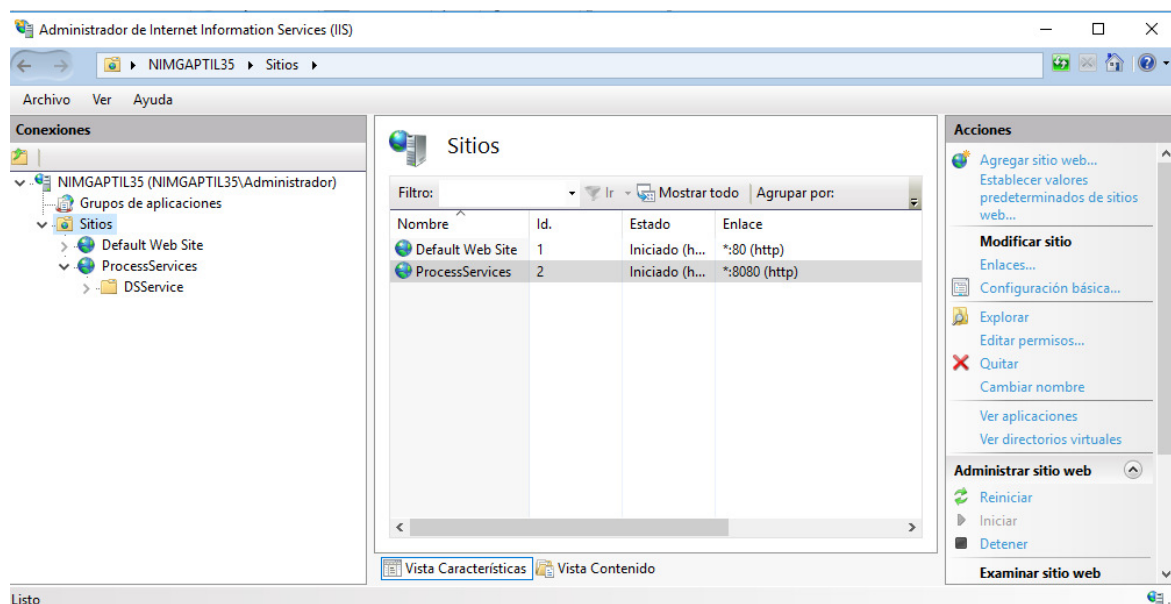 Administrador de Internet Information Services (IIS)
NIMGAPTIL35 Sitios
Archivo Ver Ayuda
Conexiones
NIMGAPTIL35 (NIMGAPTIL35\Administrador)
Grupos de aplicaciones
Sitios
Default Web Site
ProcessServices
DSService
Sitios
Filtro: Ir Mostrar todo Agrupar por:
Nombre Id. Estado Enlace
Default Web Site 1 Iniciado (h... *:80 (http)
ProcessServices 2 Iniciado (h... *:8080 (http)
Vista Características Vista Contenido
Acciones
Agregar sitio web...
Establecer valores
predeterminados de sitios
web...
Modificar sitio
Enlaces...
Configuración básica...
Explorar
Editar permisos...
Quitar
Cambiar nombre
Ver aplicaciones
Ver directorios virtuales
Administrar sitio web
Reiniciar
Iniciar
Detener
Examinar sitio web
Listo